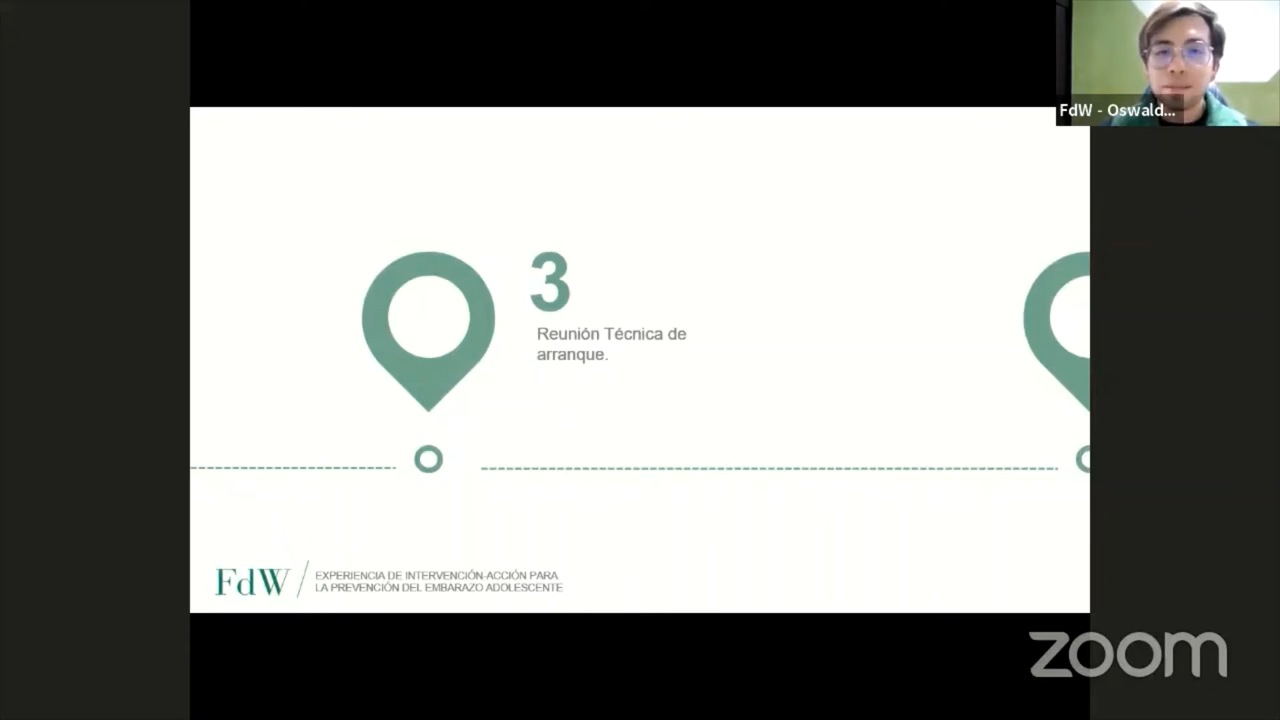 FdW - Oswald...
3
Reunión Técnica de
arranque.
FdW
EXPERIENCIA DE INTERVENCIÓN-ACCIÓN PARA
LA PREVENCIÓN DEL EMBARAZO ADOLESCENTE
zoom